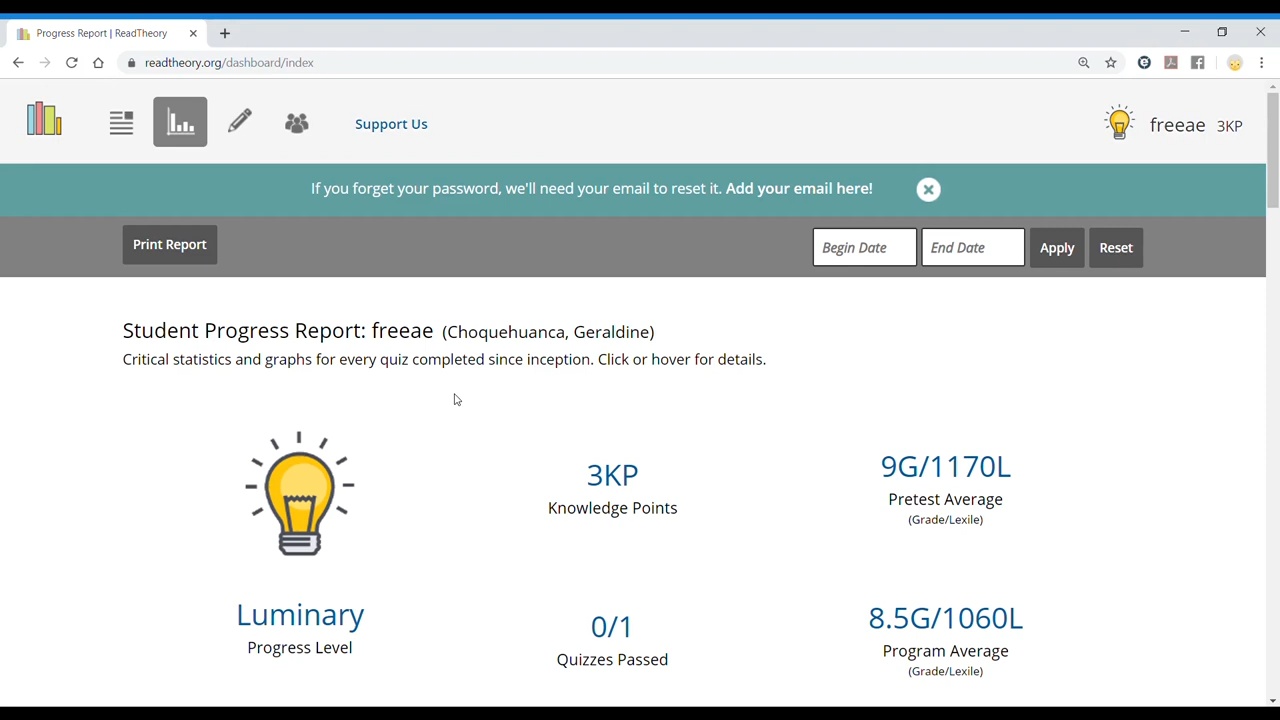 Progress Report | ReadTheory
readtheory.org/dashboard/index
Support Us
freeae 3KP
If you forget your password, we'll need your email to reset it. Add your email here!
Print Report
Begin Date
End Date
Apply
Reset
Student Progress Report: freeae (Choquehuanca, Geraldine)
Critical statistics and graphs for every quiz completed since inception. Click or hover for details.
3KP
Knowledge Points
9G/1170L
Pretest Average
(Grade/Lexile)
Luminary
Progress Level
0/1
Quizzes Passed
8.5G/1060L
Program Average
(Grade/Lexile)